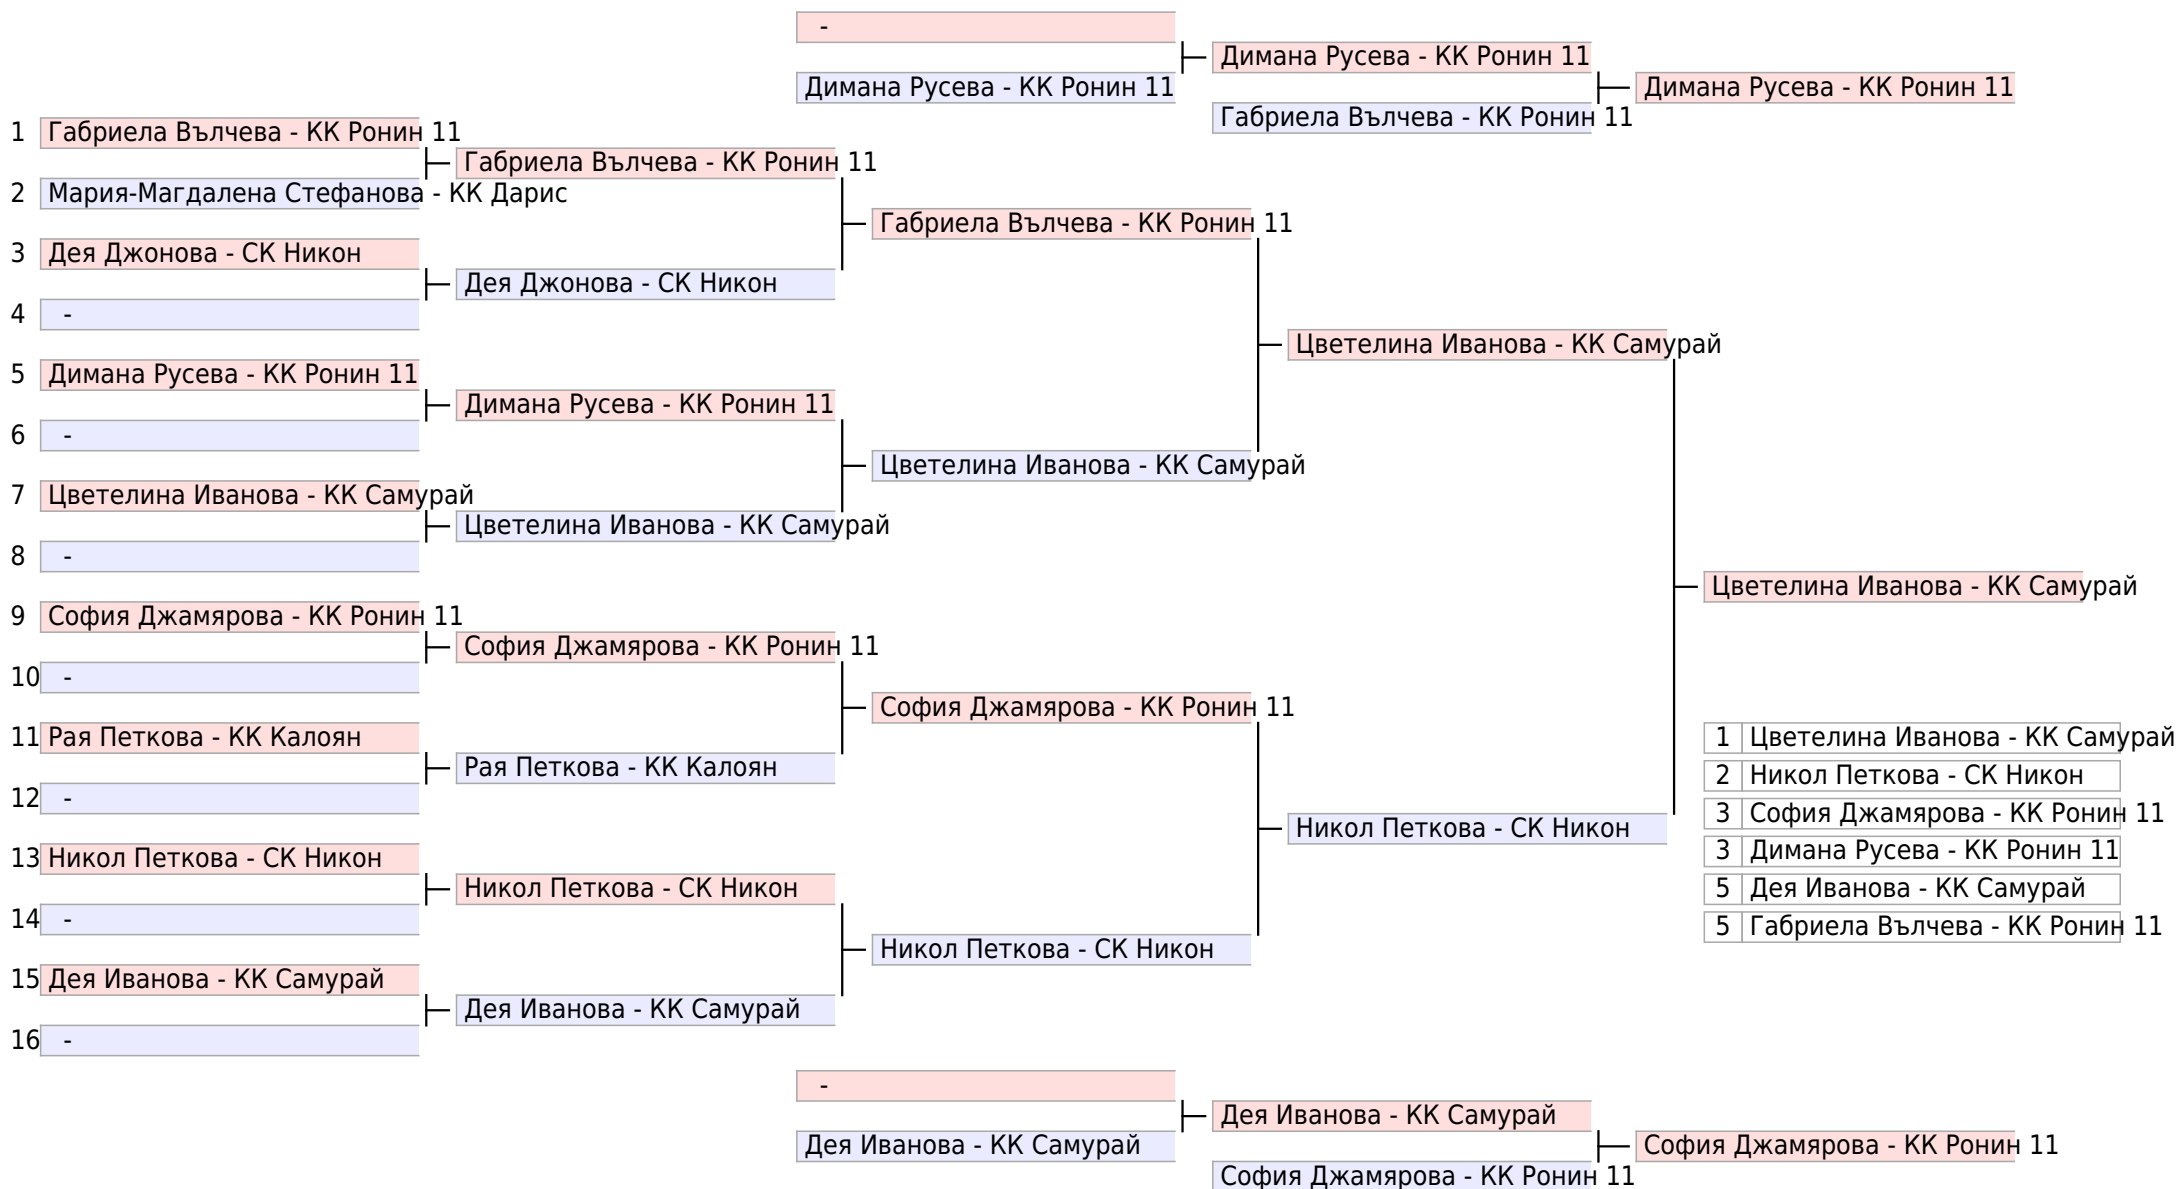 -
Димана Русева - КК Ронин 11
Димана Русева - КК Ронин 11
Габриела Вълчева - КК Ронин 11
Димана Русева - КК Ронин 11
1 Габриела Вълчева - КК Ронин 11
2 Мария-Магдалена Стефанова - КК Дарис
3 Дея Джонова - СК Никон
4 -
5 Димана Русева - КК Ронин 11
6 -
7 Цветелина Иванова - КК Самурай
8 -
9 София Джамярова - КК Ронин 11
10 -
11 Рая Петкова - КК Калоян
12 -
13 Никол Петкова - СК Никон
14 -
15 Дея Иванова - КК Самурай
16 -
Габриела Вълчева - КК Ронин 11
Дея Джонова - СК Никон
Димана Русева - КК Ронин 11
Цветелина Иванова - КК Самурай
София Джамярова - КК Ронин 11
Рая Петкова - КК Калоян
Никол Петкова - СК Никон
Дея Иванова - КК Самурай
Габриела Вълчева - КК Ронин 11
Цветелина Иванова - КК Самурай
София Джамярова - КК Ронин 11
Никол Петкова - СК Никон
Цветелина Иванова - КК Самурай
Никол Петкова - СК Никон
Цветелина Иванова - КК Самурай
1 Цветелина Иванова - КК Самурай
2 Никол Петкова - СК Никон
3 София Джамярова - КК Ронин 11
3 Димана Русева - КК Ронин 11
5 Дея Иванова - КК Самурай
5 Габриела Вълчева - КК Ронин 11
-
Дея Иванова - КК Самурай
Дея Иванова - КК Самурай
София Джамярова - КК Ронин 11
София Джамярова - КК Ронин 11